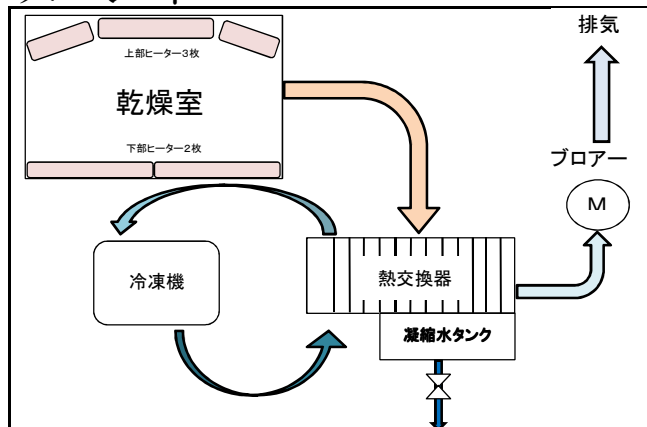 排気
上部ヒーター3枚
乾燥室
下部ヒーター2枚
ブロアー
M
冷凍機
熱交換器
凝縮水タンク